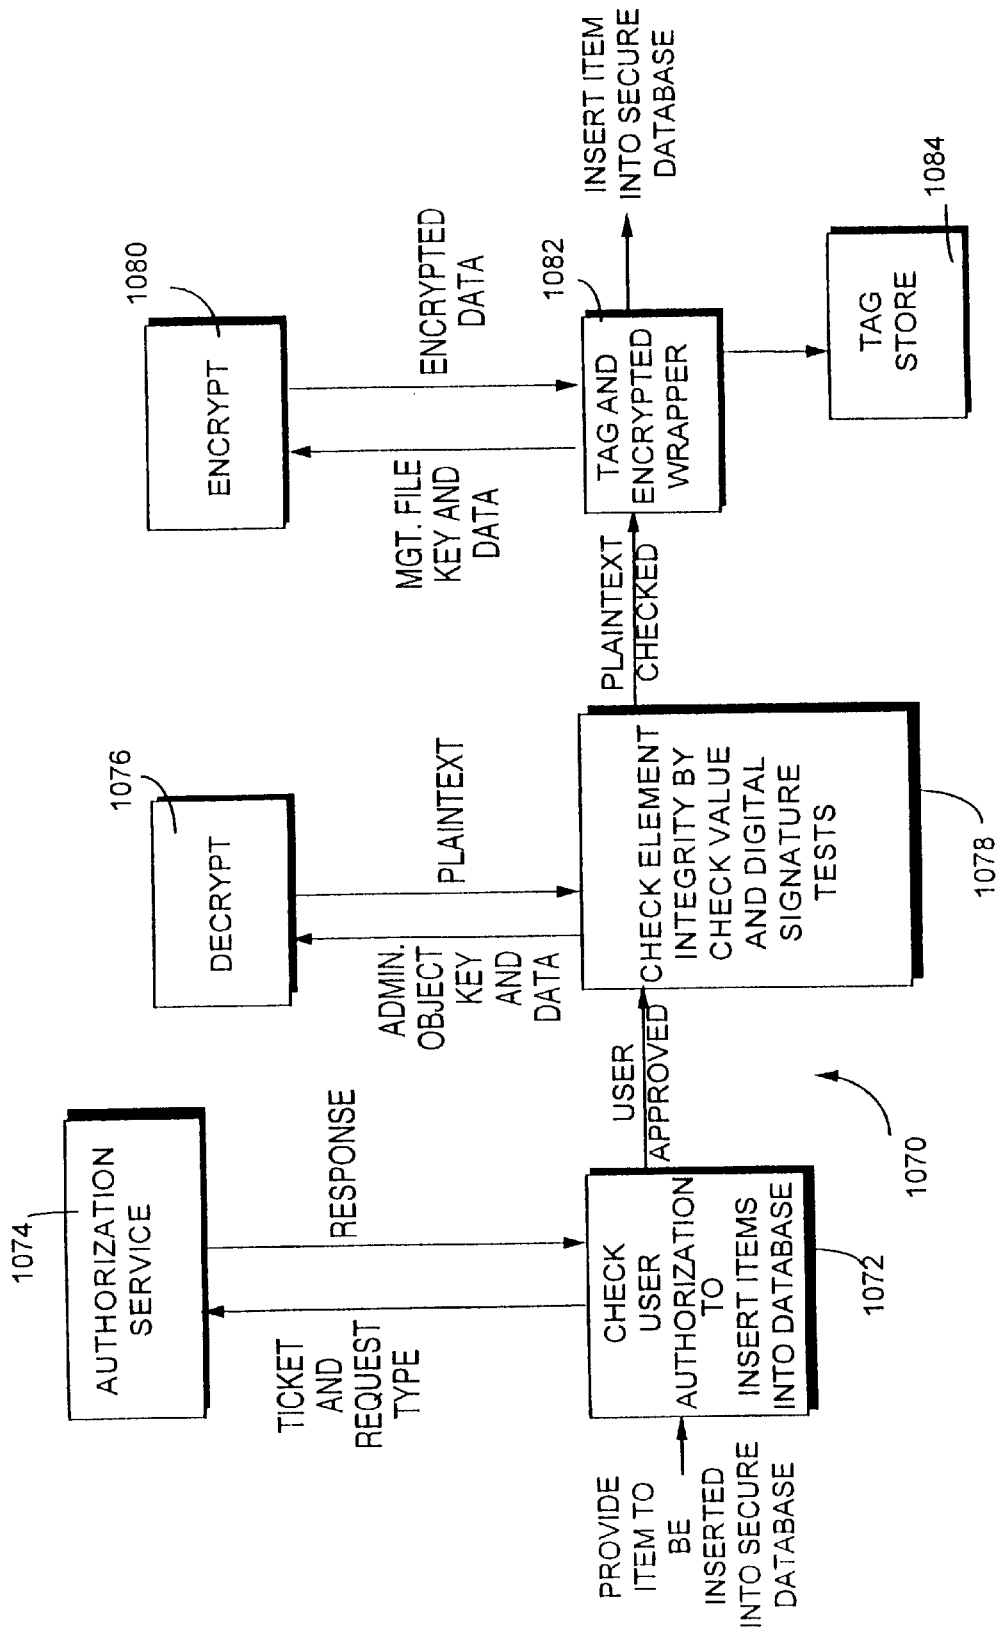 1074
AUTHORIZATION
SERVICE
TICKET
AND
REQUEST
TYPE
RESPONSE
PROVIDE
ITEM TO
BE
INSERTED
INTO SECURE
DATABASE
CHECK
USER
AUTHORIZATION
TO
INSERT ITEMS
INTO DATABASE
1072
1070
USER
APPROVED
1076
DECRYPT
ADMIN.
OBJECT
KEY
AND
DATA
PLAINTEXT
CHECK ELEMENT
INTEGRITY BY
CHECK VALUE
AND DIGITAL
SIGNATURE
TESTS
1078
PLAINTEXT
CHECKED
1080
ENCRYPT
MGT. FILE
KEY AND
DATA
ENCRYPTED
DATA
1082
TAG AND
ENCRYPTED
WRAPPER
INSERT ITEM
INTO SECURE
DATABASE
TAG
STORE
1084